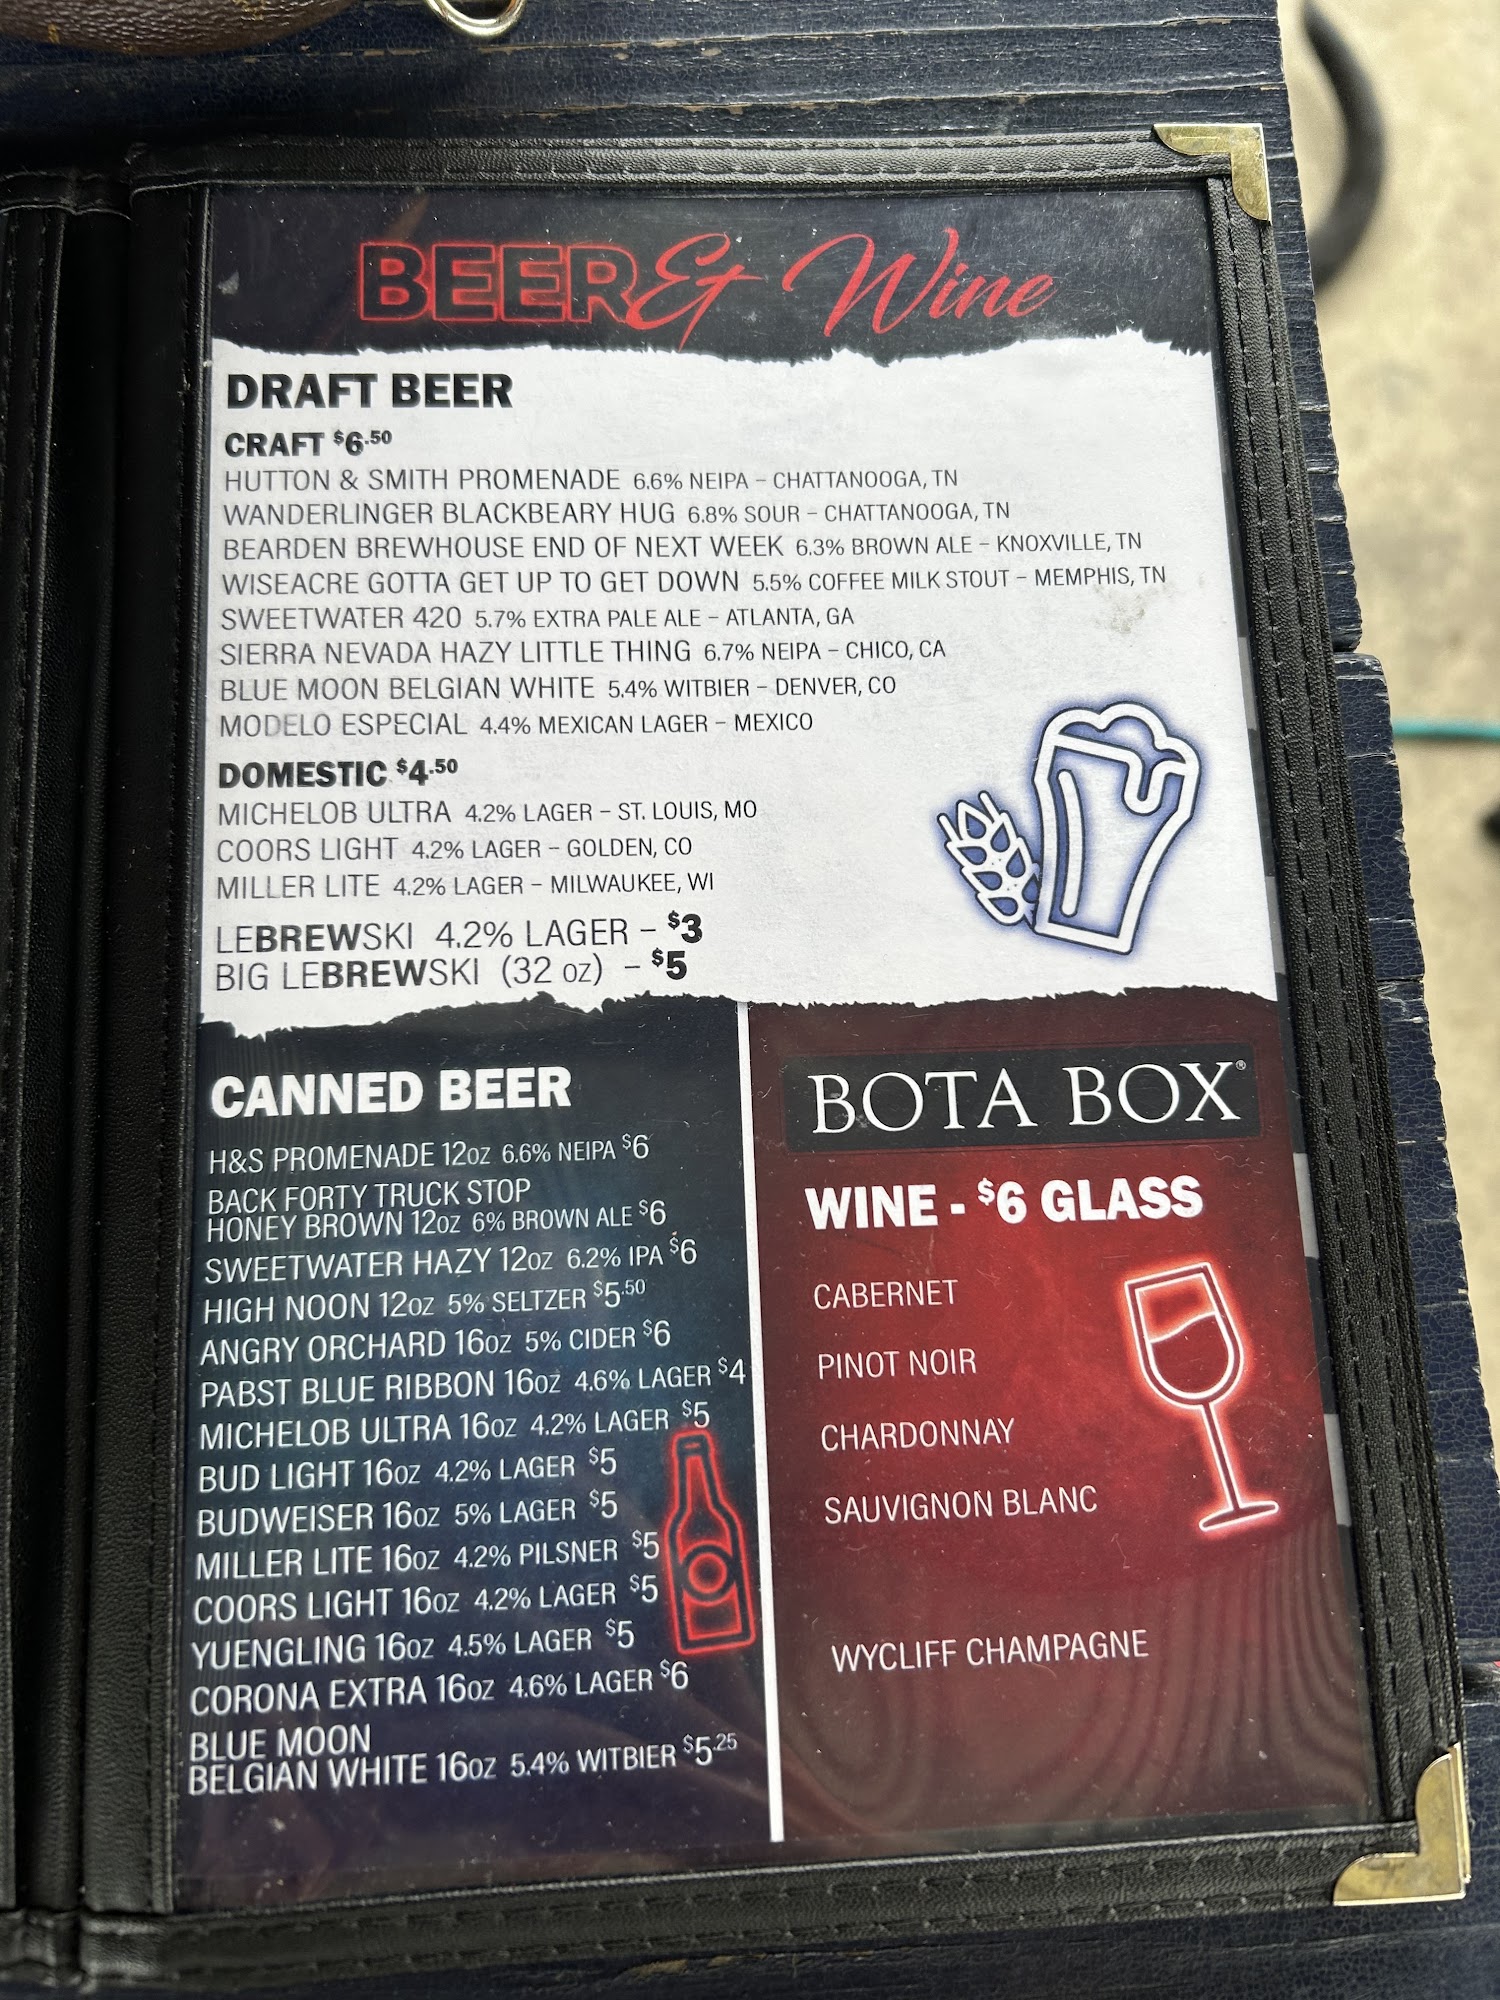 BEER & Wine
DRAFT BEER
CRAFT $6.50
HUTTON & SMITH PROMENADE 6.6% NEIPA – CHATTANOOGA, TN
WANDERLINGER BLACKBEARY HUG 6.8% SOUR – CHATTANOOGA, TN
BEARDEN BREWHOUSE END OF NEXT WEEK 6.3% BROWN ALE – KNOXVILLE, TN
WISEACRE GOTTA GET UP TO GET DOWN 5.5% COFFEE MILK STOUT – MEMPHIS, TN
SWEETWATER 420 5.7% EXTRA PALE ALE – ATLANTA, GA
SIERRA NEVADA HAZY LITTLE THING 6.7% NEIPA – CHICO, CA
BLUE MOON BELGIAN WHITE 5.4% WITBIER – DENVER, CO
MODELO ESPECIAL 4.4% MEXICAN LAGER – MEXICO
DOMESTIC $4.50
MICHELOB ULTRA 4.2% LAGER – ST. LOUIS, MO
COORS LIGHT 4.2% LAGER – GOLDEN, CO
MILLER LITE 4.2% LAGER – MILWAUKEE, WI
LEBREWSKI 4.2% LAGER – $3
BIG LEBREWSKI (32 OZ) – $5
CANNED BEER
H&S PROMENADE 12OZ 6.6% NEIPA $6
BACK FORTY TRUCK STOP
HONEY BROWN 12OZ 6% BROWN ALE $6
SWEETWATER HAZY 12OZ 6.2% IPA $6
HIGH NOON 12OZ 5% SELTZER $5.50
ANGRY ORCHARD 16OZ 5% CIDER $6
PABST BLUE RIBBON 16OZ 4.6% LAGER $4
MICHELOB ULTRA 16OZ 4.2% LAGER $5
BUD LIGHT 16OZ 4.2% LAGER $5
BUDWEISER 16OZ 5% LAGER $5
MILLER LITE 16OZ 4.2% PILSNER $5
COORS LIGHT 16OZ 4.2% LAGER $5
YUENGLING 16OZ 4.5% LAGER $5
CORONA EXTRA 16OZ 4.6% LAGER $6
BLUE MOON
BELGIAN WHITE 16OZ 5.4% WITBIER $5.25
BOTA BOX®
WINE - $6 GLASS
CABERNET
PINOT NOIR
CHARDONNAY
SAUVIGNON BLANC
WYCLIFF CHAMPAGNE